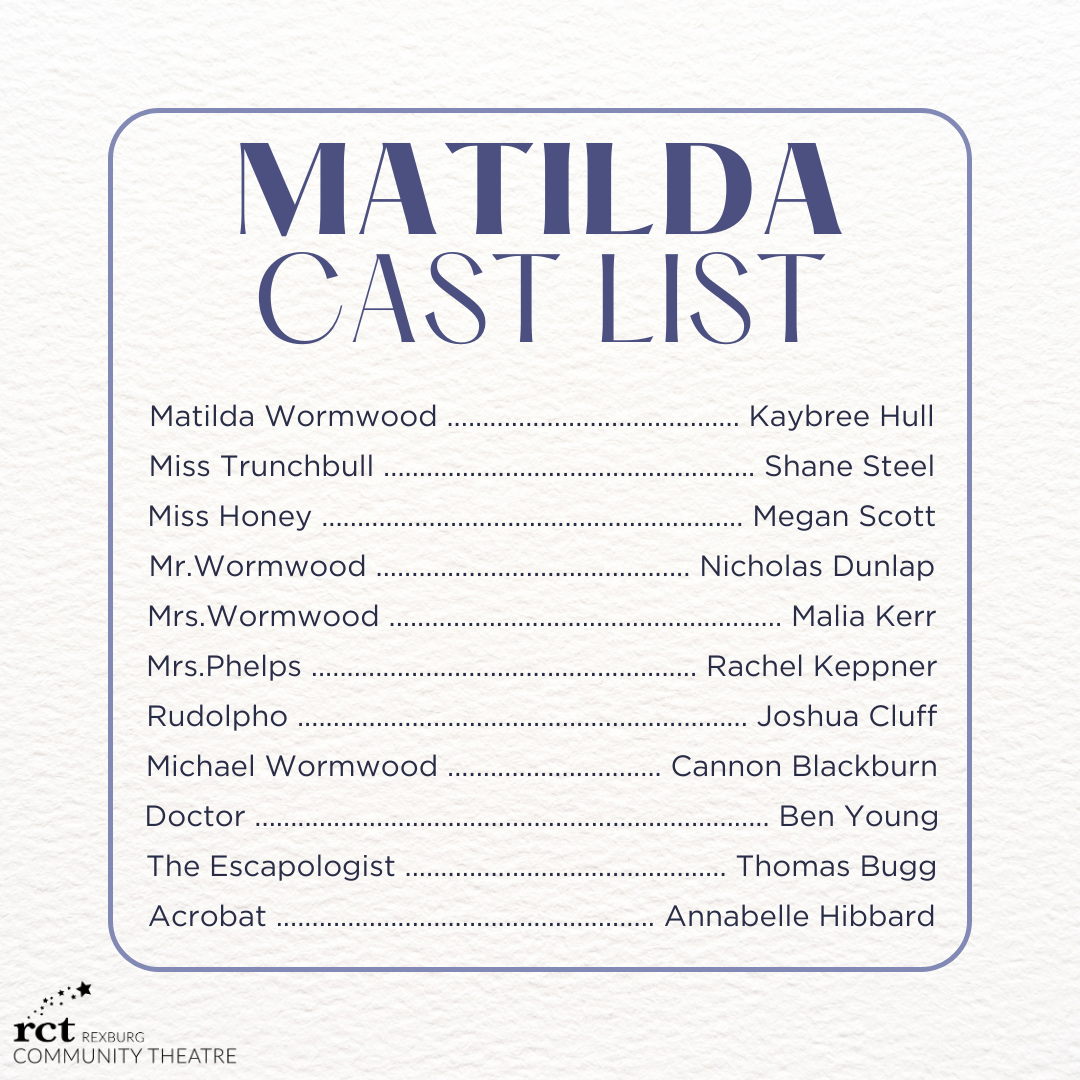 MATILDA
CAST LIST
Matilda Wormwood ......................................... Kaybree Hull
Miss Trunchbull .................................................... Shane Steel
Miss Honey ........................................................... Megan Scott
Mr.Wormwood ............................................ Nicholas Dunlap
Mrs.Wormwood ....................................................... Malia Kerr
Mrs.Phelps ...................................................... Rachel Keppner
Rudolpho ............................................................... Joshua Cluff
Michael Wormwood .............................. Cannon Blackburn
Doctor ........................................................................ Ben Young
The Escapologist ............................................. Thomas Bugg
Acrobat ..................................................... Annabelle Hibbard
rct REXBURG
COMMUNITY THEATRE